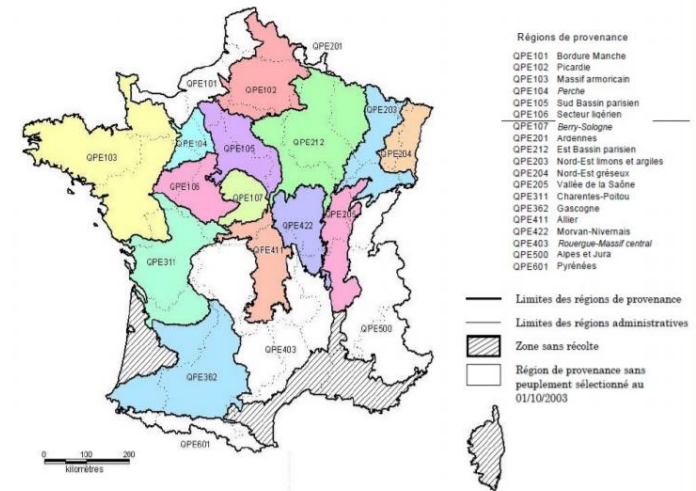 QPE201
QPE101
QPE102
QPE203
QPE104
QPE105
QPE212
QPE204
QPE103
QPE106
QPE107
QPE205
QPE422
QPE411
QPE311
QPE500
QPE403
QPE362
QPE601
0 100 200
kilomètres
Régions de provenance
QPE101 Bordure Manche
QPE102 Picardie
QPE103 Massif armoricain
QPE104 Perche
QPE105 Sud Bassin parisien
QPE106 Secteur ligérien
QPE107 Berry-Sologne
QPE201 Ardennes
QPE212 Est Bassin parisien
QPE203 Nord-Est limons et argiles
QPE204 Nord-Est gréseux
QPE205 Vallée de la Saône
QPE311 Charentes-Poitou
QPE362 Gascogne
QPE411 Allier
QPE422 Morvan-Nivernais
QPE403 Rouergue-Massif central
QPE500 Alpes et Jura
QPE601 Pyrénées
Limites des régions de provenance
Limites des régions administratives
Zone sans récolte
Région de provenance sans
peuplement sélectionné au
01/10/2003